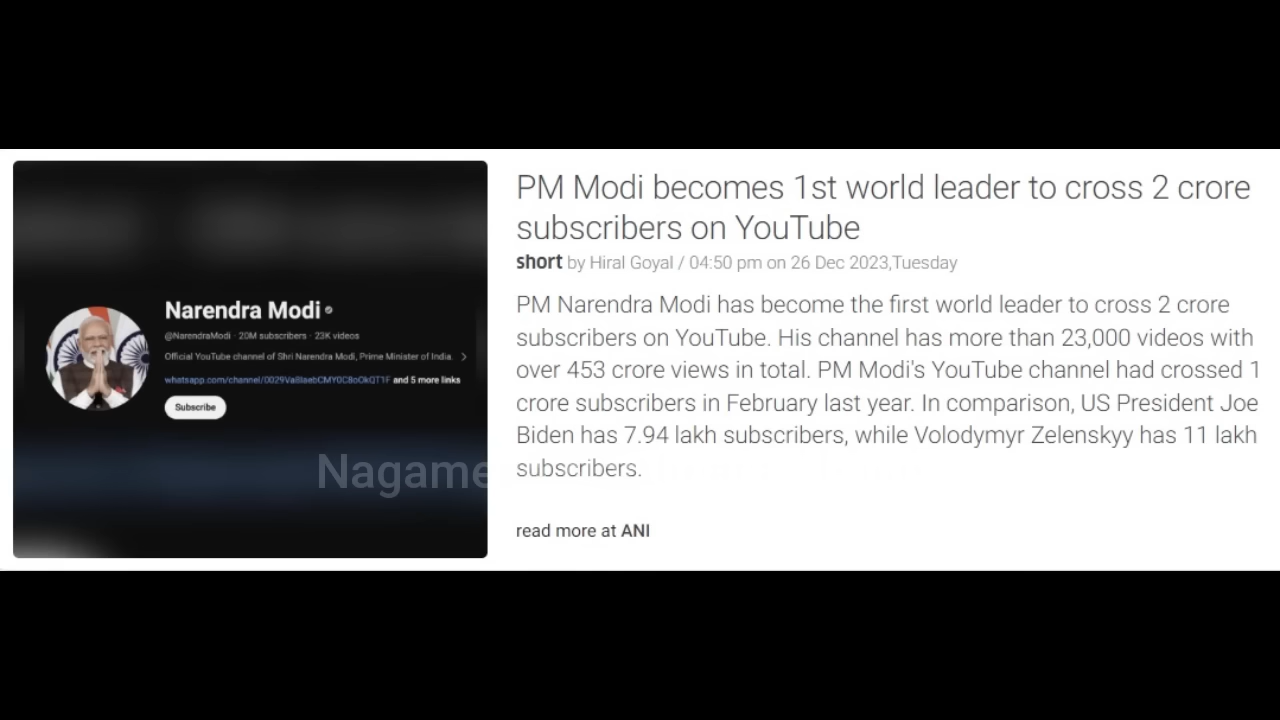 Narendra Modi
@NarendraModi · 20M subscribers · 23K videos
Official YouTube channel of Shri Narendra Modi, Prime Minister of India.
and 5 more links
Subscribe
Nagame
PM Modi becomes 1st world leader to cross 2 crore
subscribers on YouTube
short by Hiral Goyal / 04:50 pm on 26 Dec 2023,Tuesday
PM Narendra Modi has become the first world leader to cross 2 crore
subscribers on YouTube. His channel has more than 23,000 videos with
over 453 crore views in total. PM Modi's YouTube channel had crossed 1
crore subscribers in February last year. In comparison, US President Joe
Biden has 7.94 lakh subscribers, while Volodymyr Zelenskyy has 11 lakh
subscribers.
read more at ANI